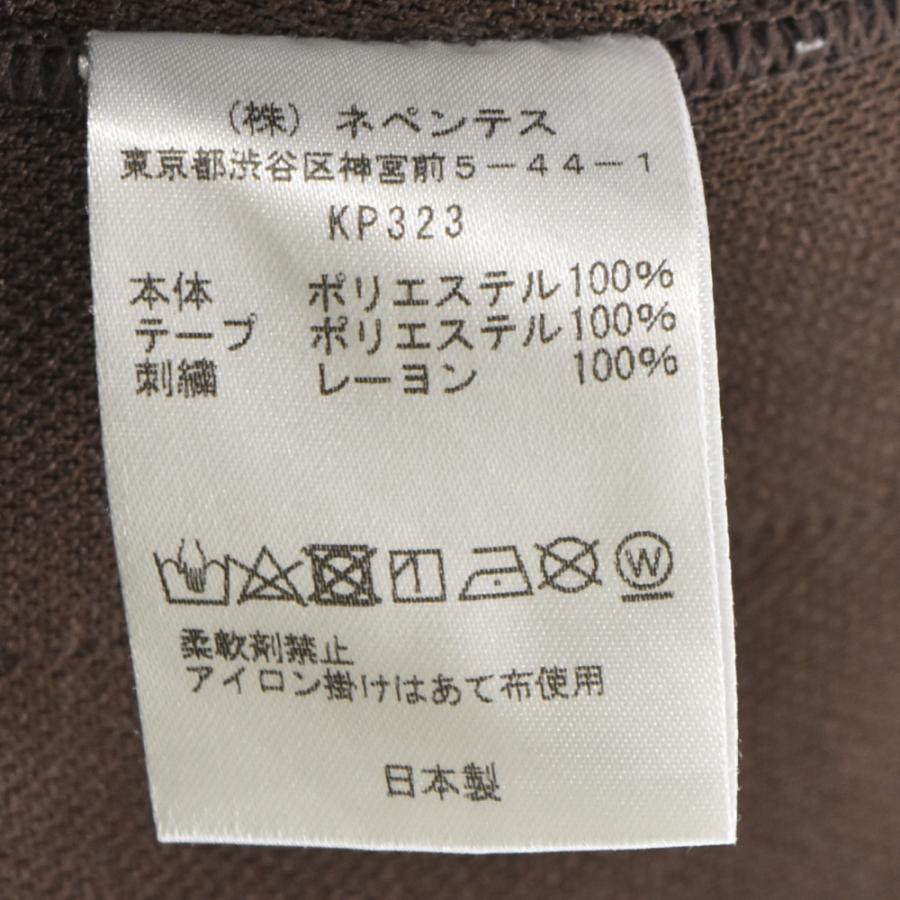 （株） ネペンテス
東京都渋谷区神宮前５－４４－１
KP323
本体 ポリエステル100%
テープ ポリエステル100%
刺繍 レーヨン 100%
W
柔軟剤禁止
アイロン掛けはあて布使用
日本製